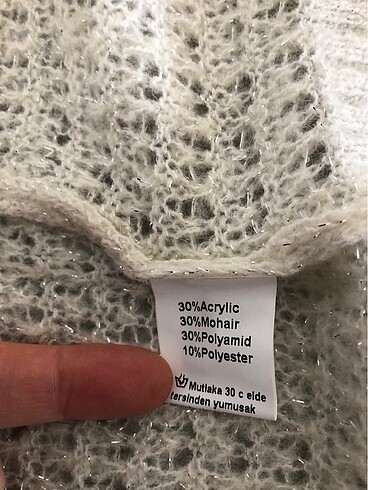 30%Acrylic
30%Mohair
30%Polyamid
10%Polyester
Mutlaka 30 c elde
tersinden yumusak